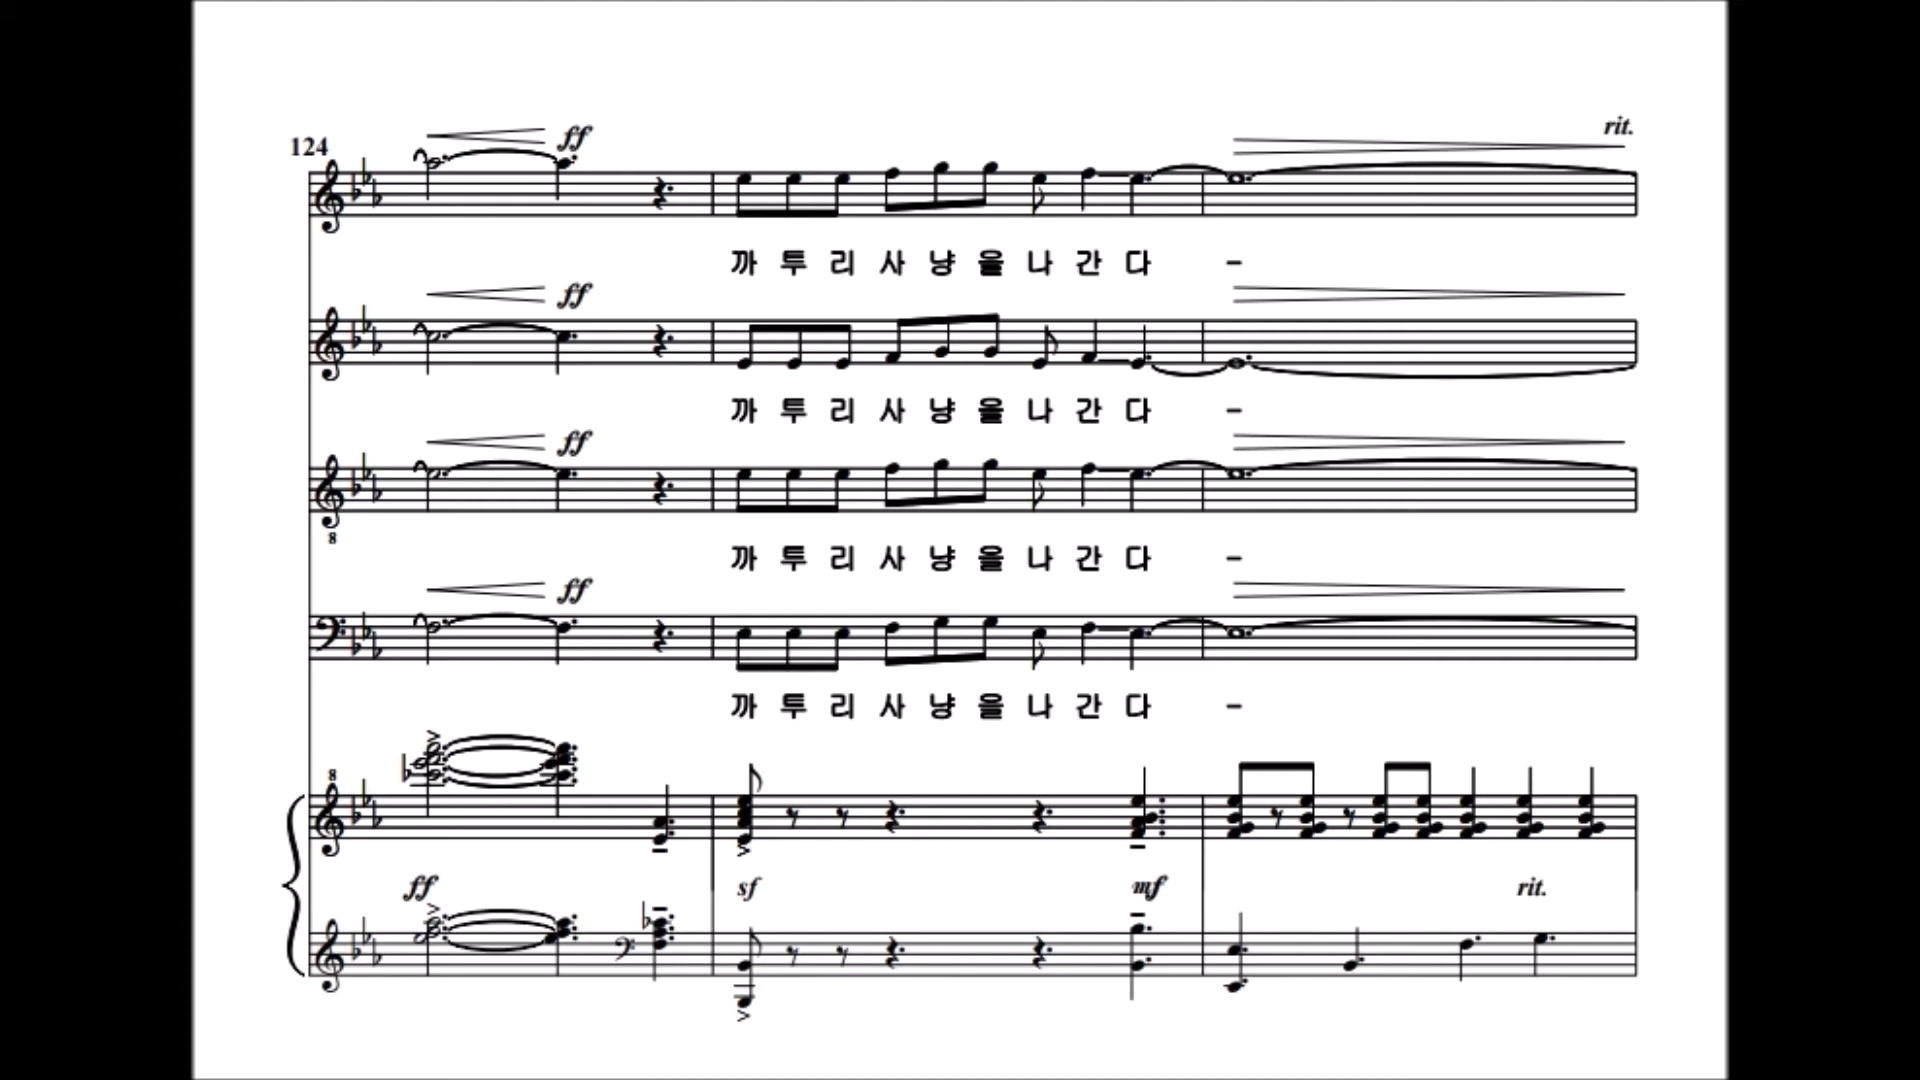 rit.
124 ff
까 투 리 사 냥 을 나 간 다 -
ff
까 투 리 사 냥 을 나 간 다 -
ff
8
까 투 리 사 냥 을 나 간 다 -
ff
까 투 리 사 냥 을 나 간 다 -
8
ff sf mf rit.